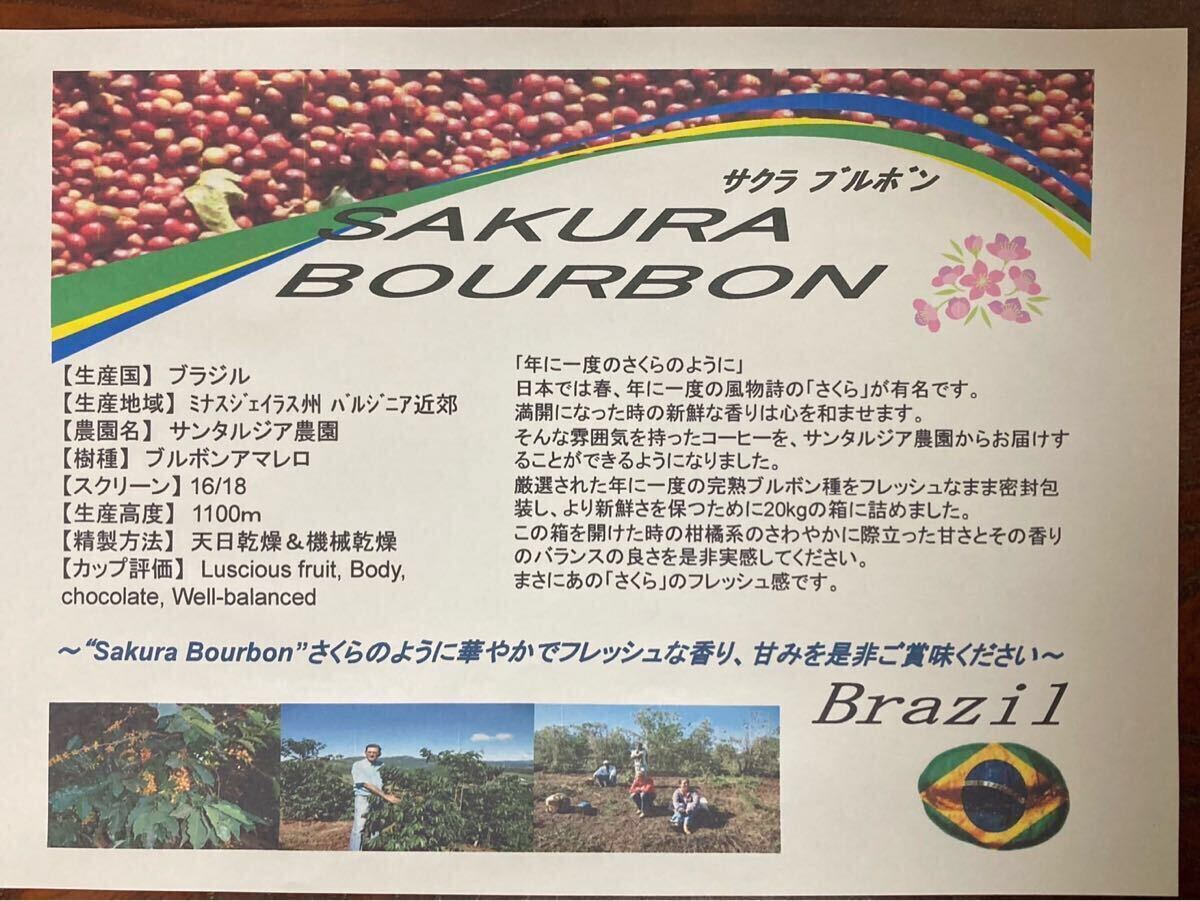 サクラ ブルボン
SAKURA
BOURBON
【生産国】 ブラジル
【生産地域】 ﾐﾅｽｼﾞｪｲﾗｽ州 ﾊﾞﾙｼﾞﾆｱ近郊
【農園名】 サンタルジア農園
【樹種】 ブルボンアマレロ
【スクリーン】 16/18
【生産高度】 1100m
【精製方法】 天日乾燥＆機械乾燥
【カップ評価】 Luscious fruit, Body,
chocolate, Well-balanced
「年に一度のさくらのように」
日本では春、年に一度の風物詩の「さくら」が有名です。
満開になった時の新鮮な香りは心を和ませます。
そんな雰囲気を持ったコーヒーを、サンタルジア農園からお届けす
ることができるようになりました。
厳選された年に一度の完熟ブルボン種をフレッシュなまま密封包
装し、より新鮮さを保つために20kgの箱に詰めました。
この箱を開けた時の柑橘系のさわやかに際立った甘さとその香り
のバランスの良さを是非実感してください。
まさにあの「さくら」のフレッシュ感です。
～“Sakura Bourbon”さくらのように華やかでフレッシュな香り、甘みを是非ご賞味ください～
Brazil